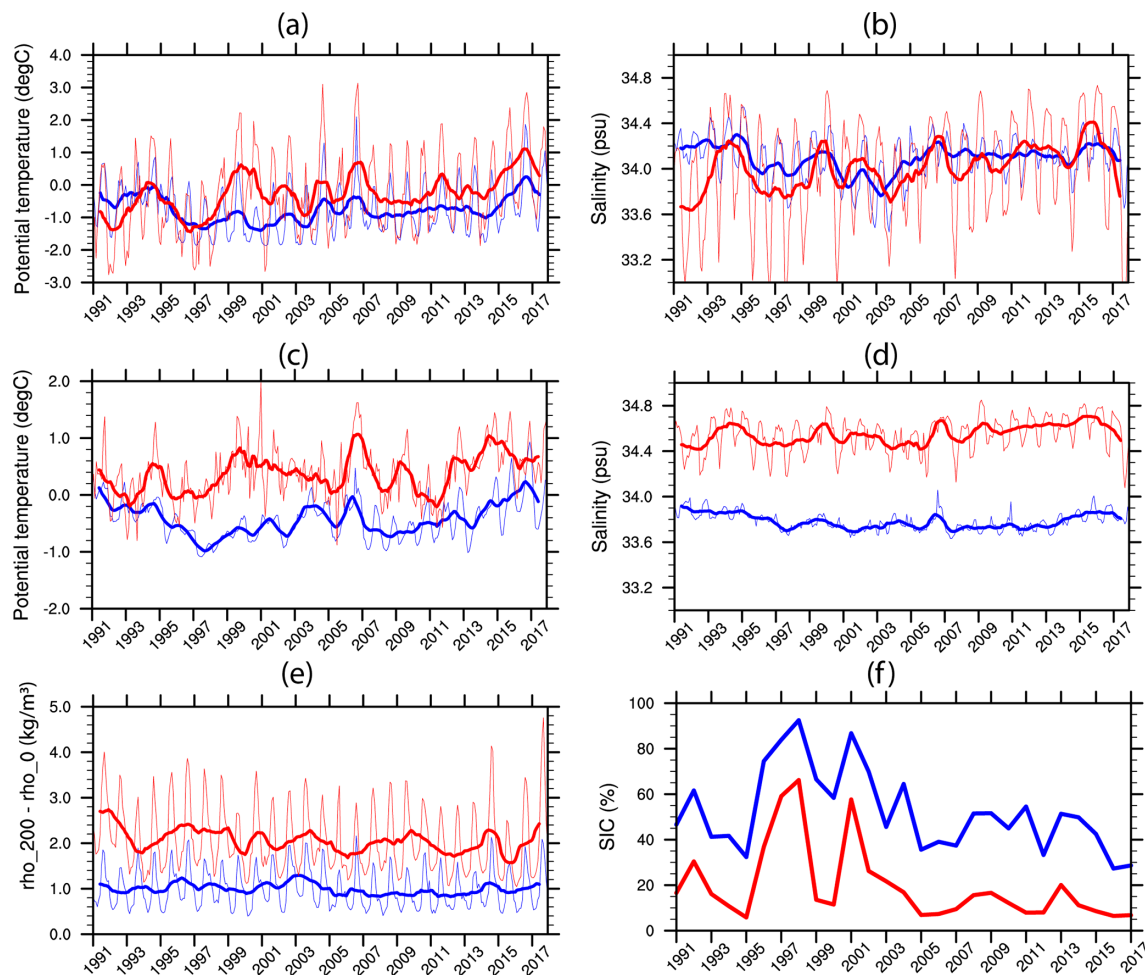 (a)
Potential temperature (degC)
4.0
3.0
2.0
1.0
0.0
-1.0
-2.0
-3.0
1991 1993 1995 1997 1999 2001 2003 2005 2007 2009 2011 2013 2015 2017
(b)
Salinity (psu)
34.8
34.4
34.0
33.6
33.2
1991 1993 1995 1997 1999 2001 2003 2005 2007 2009 2011 2013 2015 2017
(c)
Potential temperature (degC)
2.0
1.0
0.0
-1.0
-2.0
1991 1993 1995 1997 1999 2001 2003 2005 2007 2009 2011 2013 2015 2017
(d)
Salinity (psu)
34.8
34.4
34.0
33.6
33.2
1991 1993 1995 1997 1999 2001 2003 2005 2007 2009 2011 2013 2015 2017
(e)
rho_200 - rho_0 (kg/m³)
5.0
4.0
3.0
2.0
1.0
0.0
1991 1993 1995 1997 1999 2001 2003 2005 2007 2009 2011 2013 2015 2017
(f)
SIC (%)
100
80
60
40
20
0
1991 1993 1995 1997 1999 2001 2003 2005 2007 2009 2011 2013 2015 2017